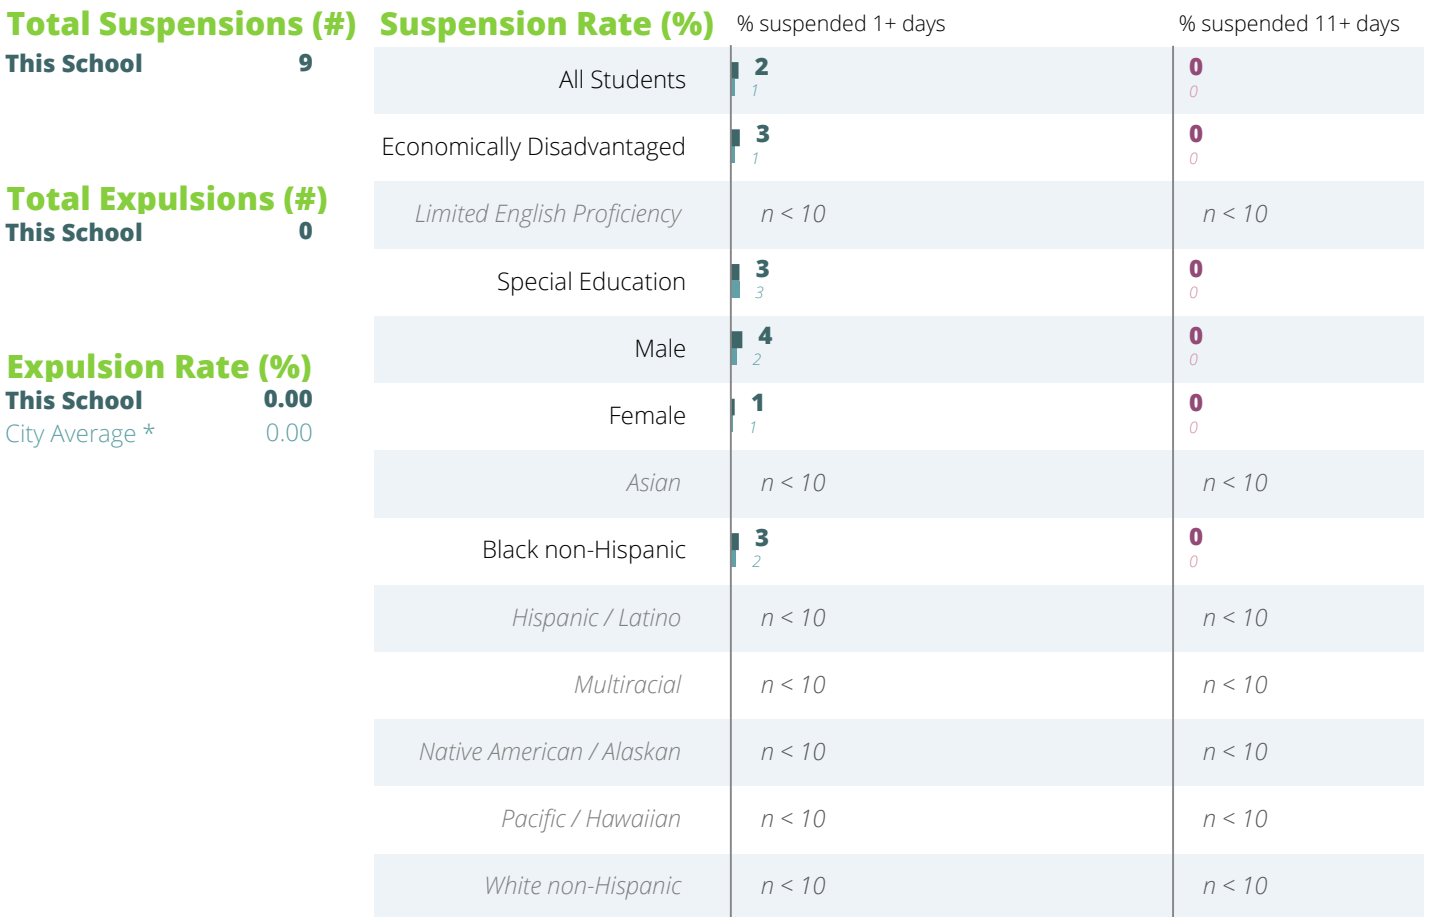 Total Suspensions (#)
This School 9
Total Expulsions (#)
This School 0
Expulsion Rate (%)
This School 0.00
City Average * 0.00
Suspension Rate (%) % suspended 1+ days % suspended 11+ days
All Students 2 0
1 0
Economically Disadvantaged 3 0
1 0
Limited English Proficiency n < 10 n < 10
Special Education 3 0
3 0
Male 4 0
2 0
Female 1 0
1 0
Asian n < 10 n < 10
Black non-Hispanic 3 0
2 0
Hispanic / Latino n < 10 n < 10
Multiracial n < 10 n < 10
Native American / Alaskan n < 10 n < 10
Pacific / Hawaiian n < 10 n < 10
White non-Hispanic n < 10 n < 10